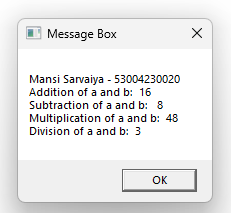 Message Box
Mansi Sarvaiya - 53004230020
Addition of a and b:  16
Subtraction of a and b:   8
Multiplication of a and b:  48
Division of a and b:  3
OK